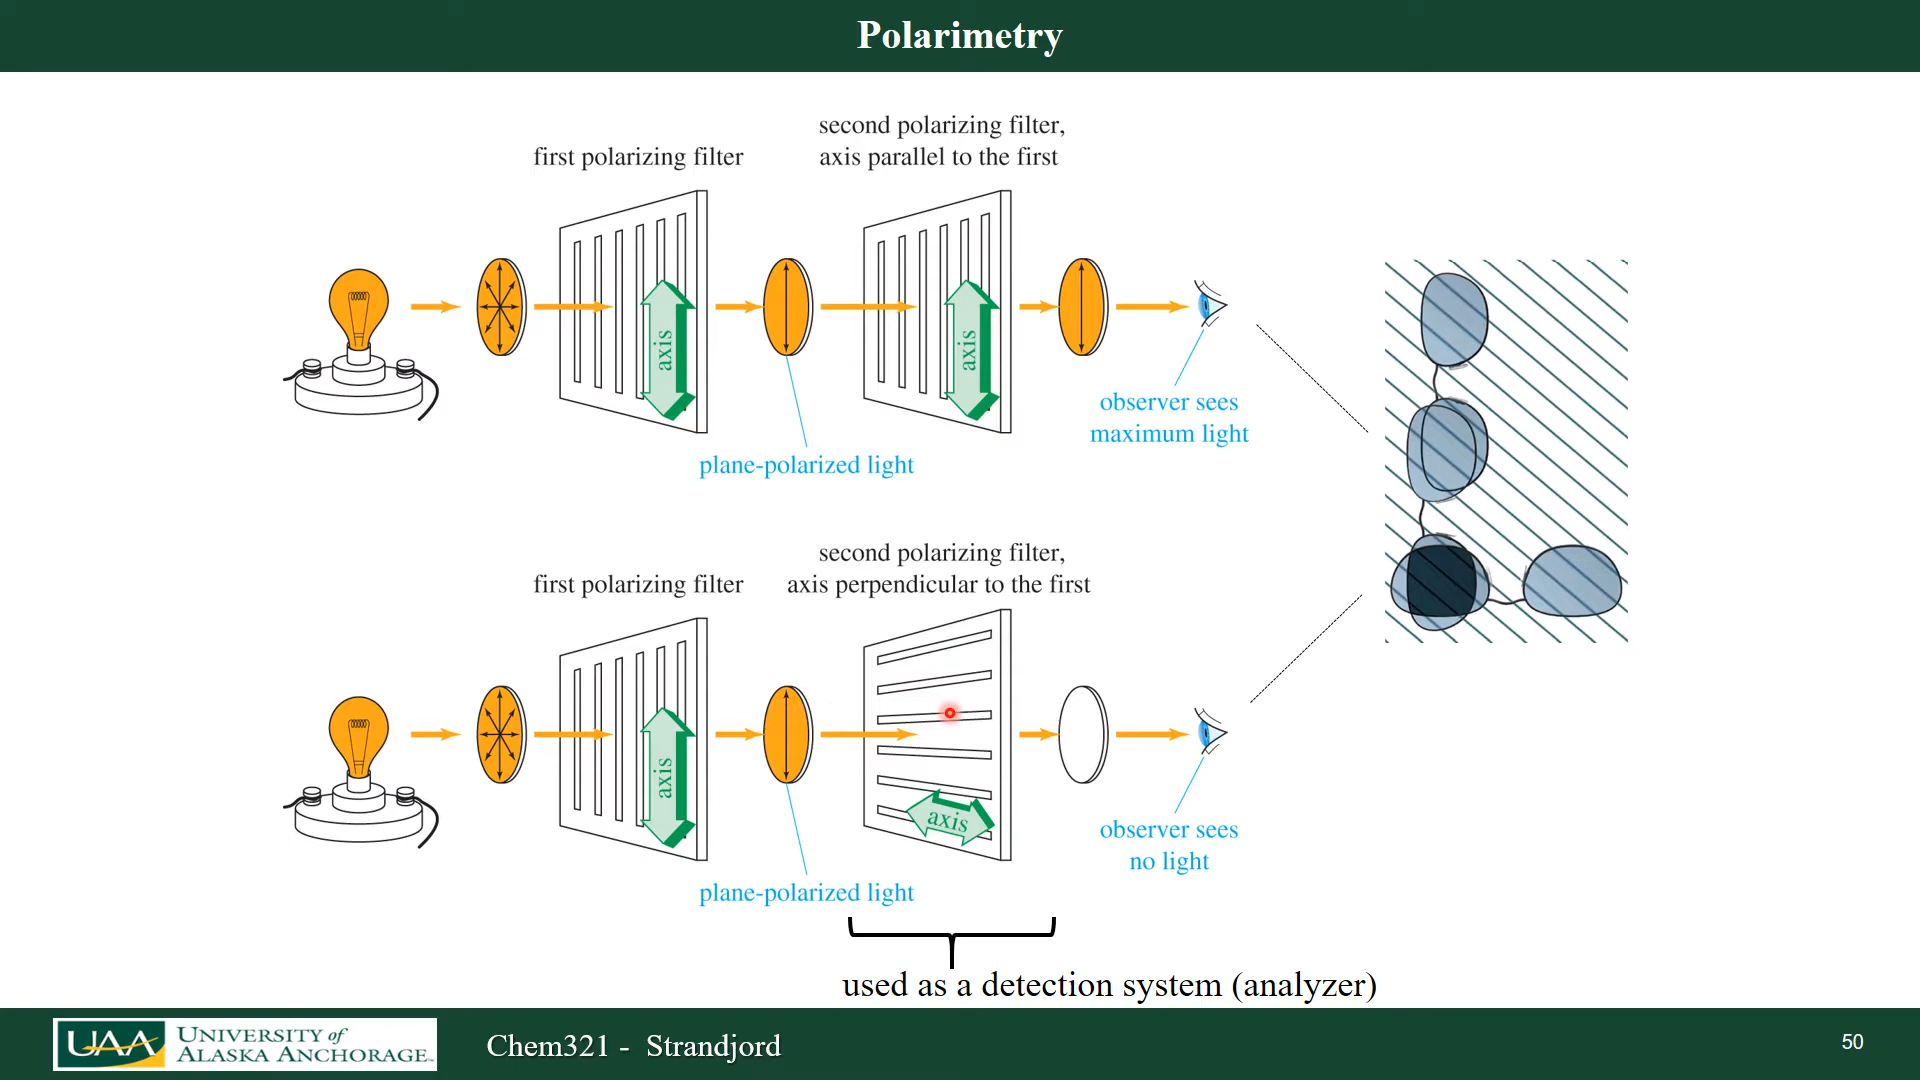 Polarimetry
first polarizing filter
second polarizing filter,
axis parallel to the first
axis
axis
observer sees
maximum light
plane-polarized light
first polarizing filter
second polarizing filter,
axis perpendicular to the first
axis
axis
observer sees
no light
plane-polarized light
used as a detection system (analyzer)
UAA
UNIVERSITY of
ALASKA ANCHORAGE
Chem321 - Strandjord
50